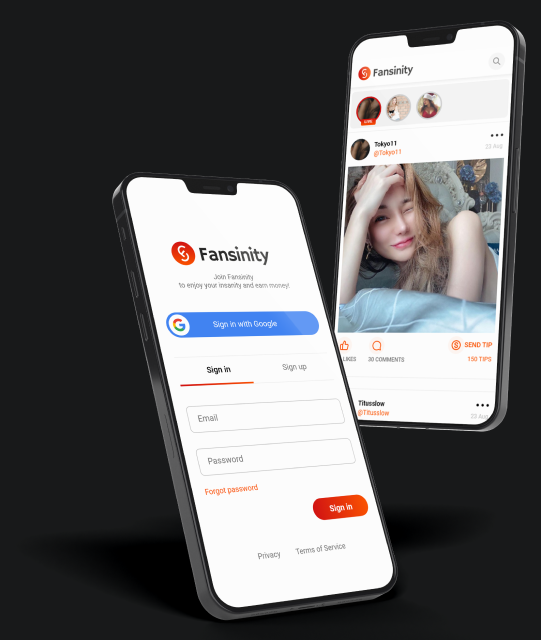 Fansinity
LIVE
Tokyo11
@Tokyo11
23 Aug
LIKES
30 COMMENTS
SEND TIP
150 TIPS
Titusslow
@Titusslow
23 Aug
Fansinity
Join Fansinity
to enjoy your insanity and earn money!
Sign in with Google
Sign in
Sign up
Email
Password
Forgot password
Sign in
Privacy
Terms of Service